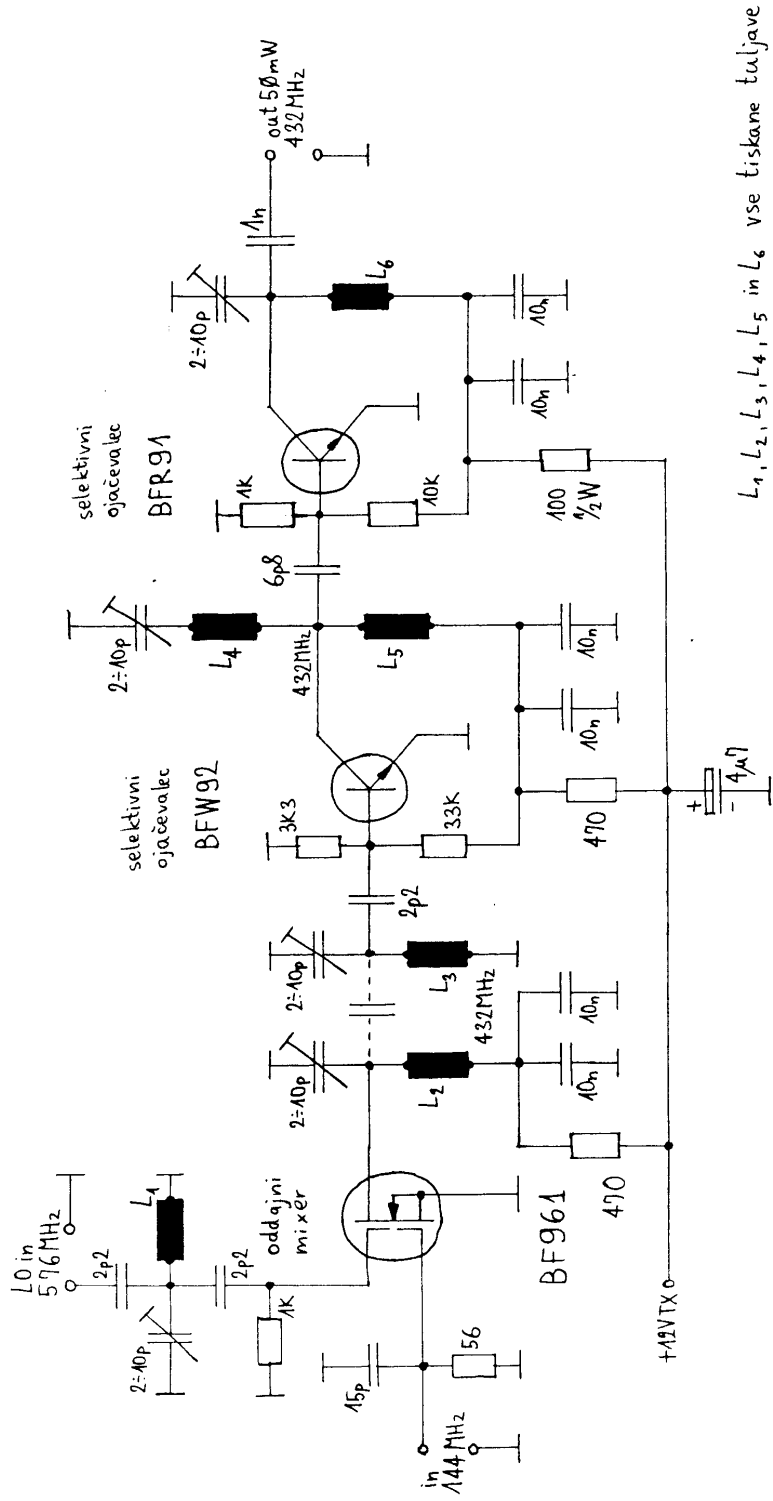 LO in
576MHz
2p2
L1
2÷10p
2p2
1K
oddajni
mixer
15p
56
in
144MHz
BF961
2÷10p
L2
432MHz
2÷10p
L3
10n
10n
470
+12VTX
selektivni
ojačevalec
BFW92
2p2
3K3
33K
470
10n
10n
4µ7
+
-
2÷10p
L4
432MHz
L5
6p8
selektivni
ojačevalec
BFR91
1K
10K
100
1/2W
10n
10n
2÷10p
L6
1n
out 50mW
432MHz
L1, L2, L3, L4, L5 in L6 vse tiskane tuljave